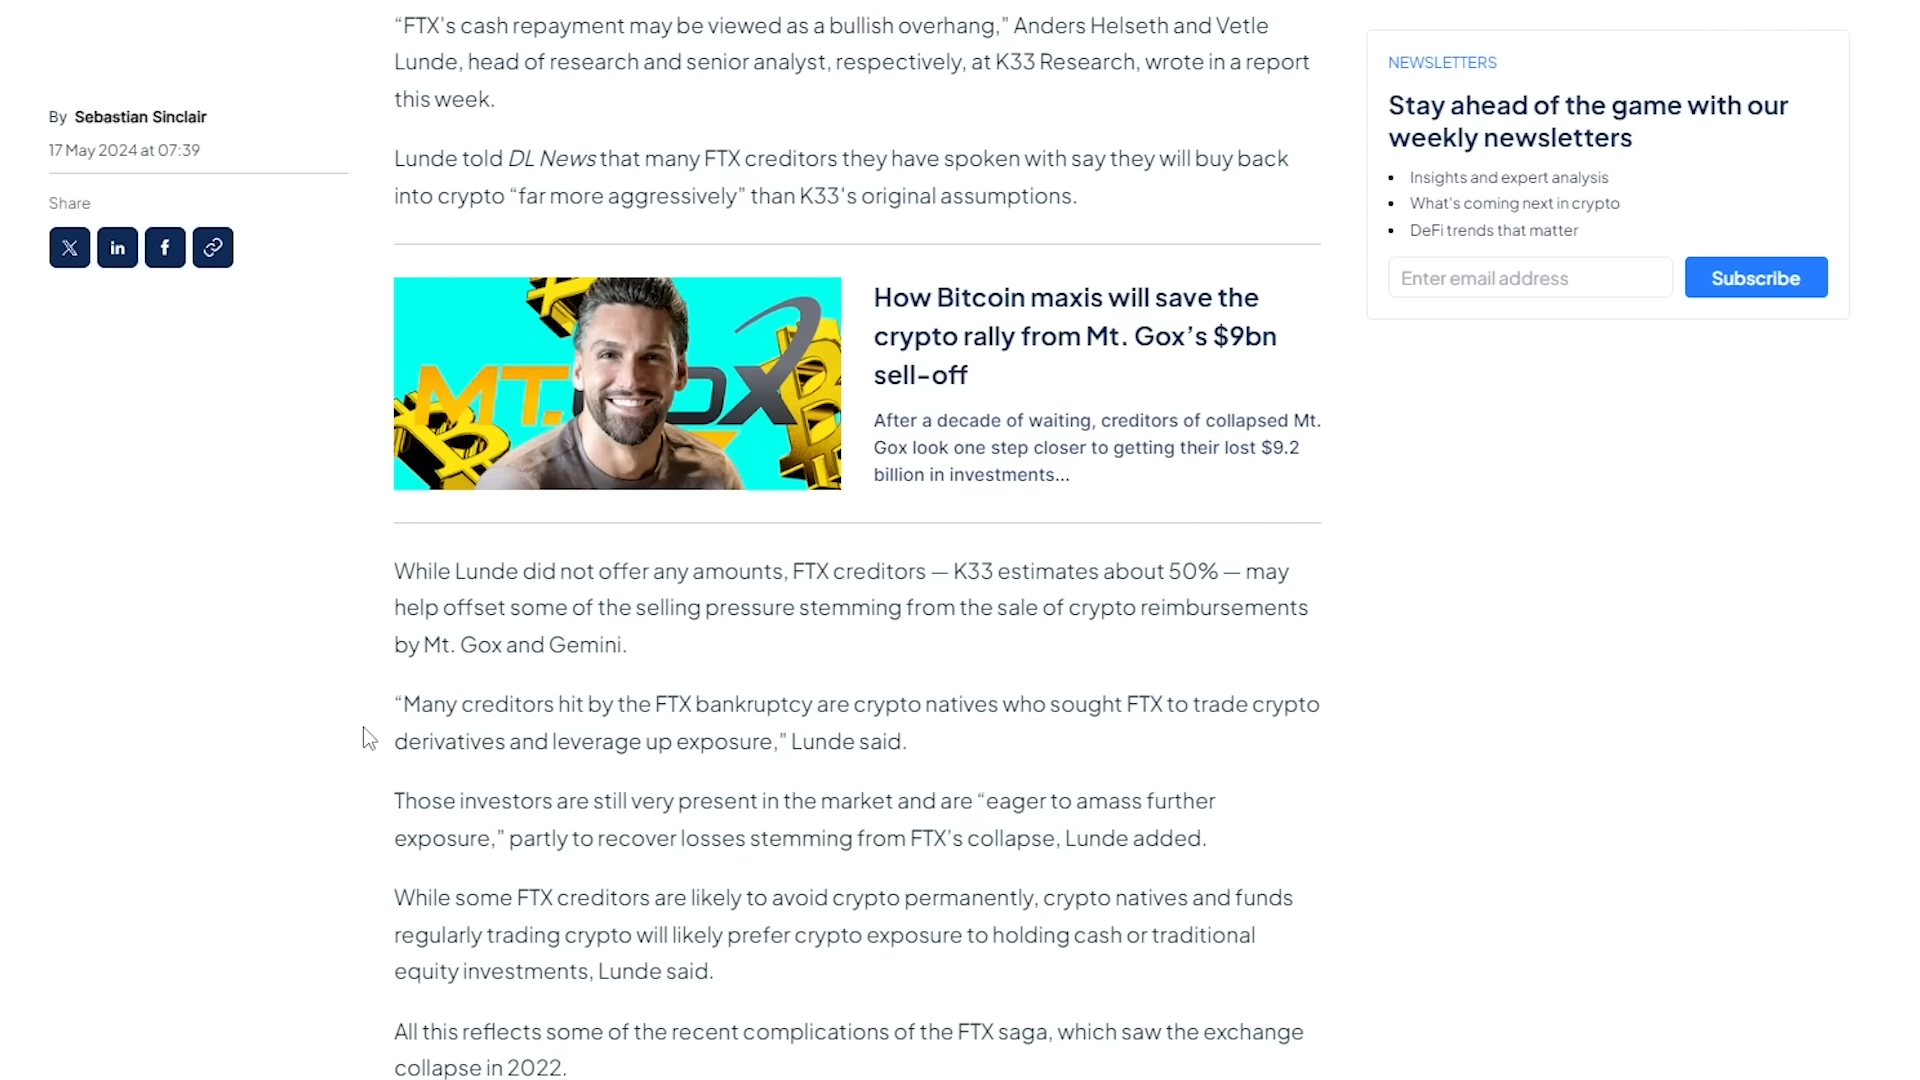 “FTX’s cash repayment may be viewed as a bullish overhang,” Anders Helseth and Vetle
Lunde, head of research and senior analyst, respectively, at K33 Research, wrote in a report
this week.
Lunde told DL News that many FTX creditors they have spoken with say they will buy back
into crypto “far more aggressively” than K33's original assumptions.
By Sebastian Sinclair
17 May 2024 at 07:39
Share
X
in
f
MT. GOX
How Bitcoin maxis will save the
crypto rally from Mt. Gox’s $9bn
sell-off
After a decade of waiting, creditors of collapsed Mt.
Gox look one step closer to getting their lost $9.2
billion in investments...
While Lunde did not offer any amounts, FTX creditors — K33 estimates about 50% — may
help offset some of the selling pressure stemming from the sale of crypto reimbursements
by Mt. Gox and Gemini.
“Many creditors hit by the FTX bankruptcy are crypto natives who sought FTX to trade crypto
derivatives and leverage up exposure,” Lunde said.
Those investors are still very present in the market and are “eager to amass further
exposure,” partly to recover losses stemming from FTX’s collapse, Lunde added.
While some FTX creditors are likely to avoid crypto permanently, crypto natives and funds
regularly trading crypto will likely prefer crypto exposure to holding cash or traditional
equity investments, Lunde said.
All this reflects some of the recent complications of the FTX saga, which saw the exchange
collapse in 2022.
NEWSLETTERS
Stay ahead of the game with our
weekly newsletters
Insights and expert analysis
What’s coming next in crypto
DeFi trends that matter
Enter email address
Subscribe